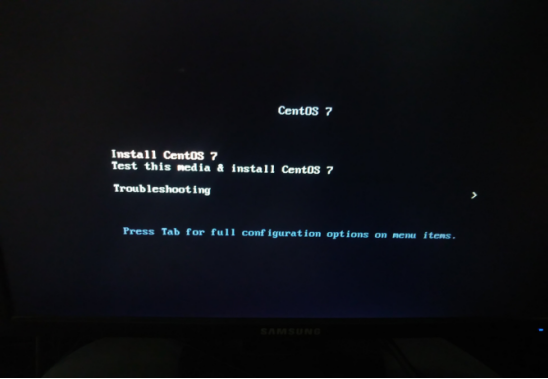 CentOS 7
Install CentOS 7
Test this media & install CentOS 7
Troubleshooting >
Press Tab for full configuration options on menu items.
SAMSUNG